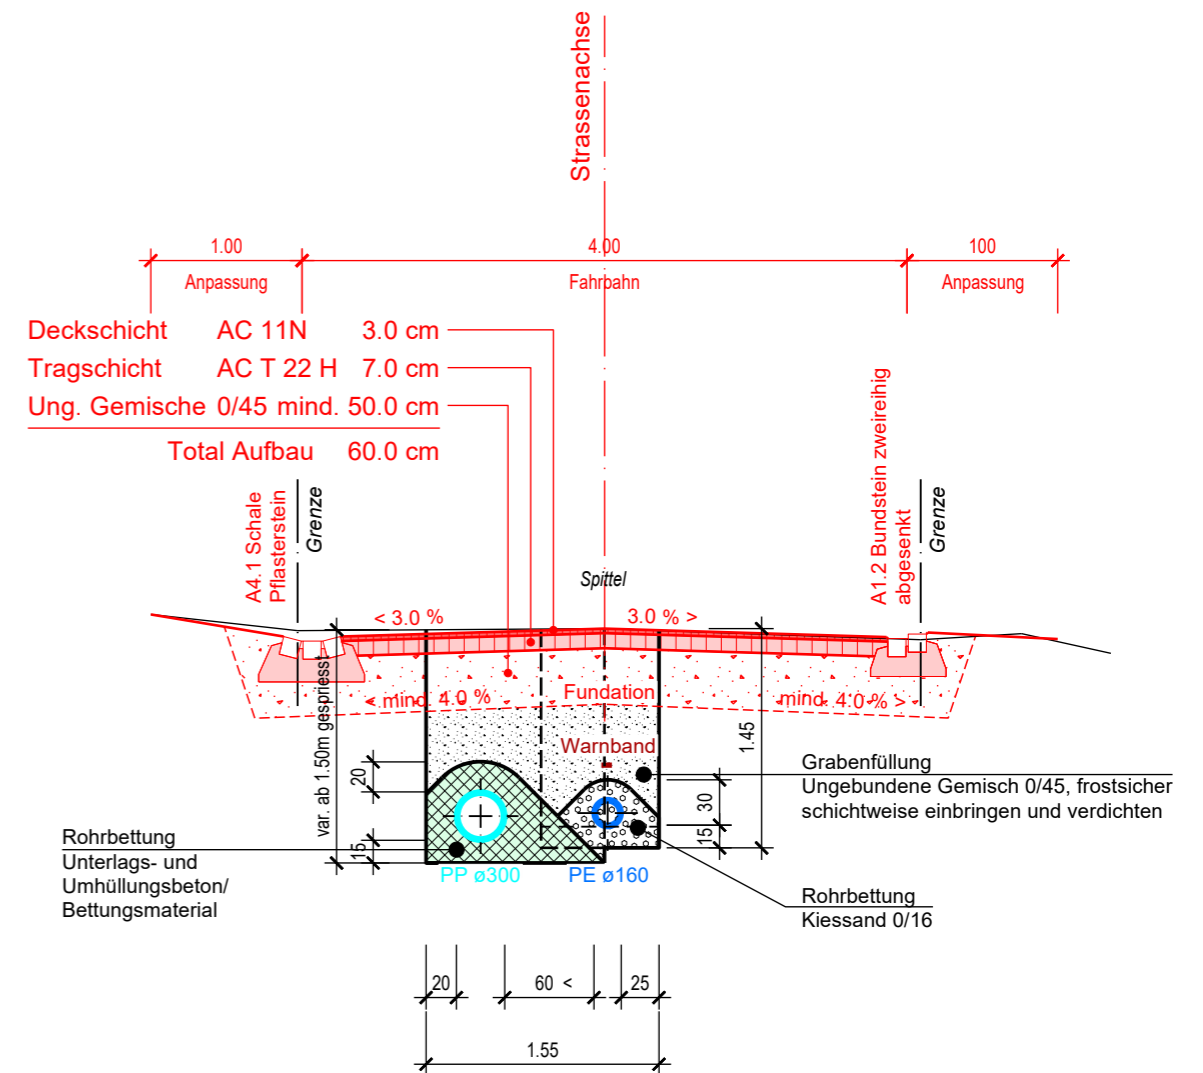 Strassenachse
1.00
4.00
100
Anpassung
Fahrbahn
Anpassung
Deckschicht AC 11N 3.0 cm
Tragschicht AC T 22 H 7.0 cm
Ung. Gemische 0/45 mind. 50.0 cm
Total Aufbau 60.0 cm
A4.1 Schale
Pflasterstein
Grenze
A1.2 Bundstein zweireihig
abgesenkt
Grenze
Spittel
< 3.0 %
3.0 % >
< mind. 4.0 %
Fundation
mind. 4.0 % >
var. ab 1.50m gespriesst
Warnband
1.45
20
15
30
15
Grabenfüllung
Ungebundene Gemisch 0/45, frostsicher
schichtweise einbringen und verdichten
Rohrbettung
Unterlags- und
Umhüllungsbeton/
Bettungsmaterial
PP ø300
PE ø160
Rohrbettung
Kiessand 0/16
20
60 <
25
1.55